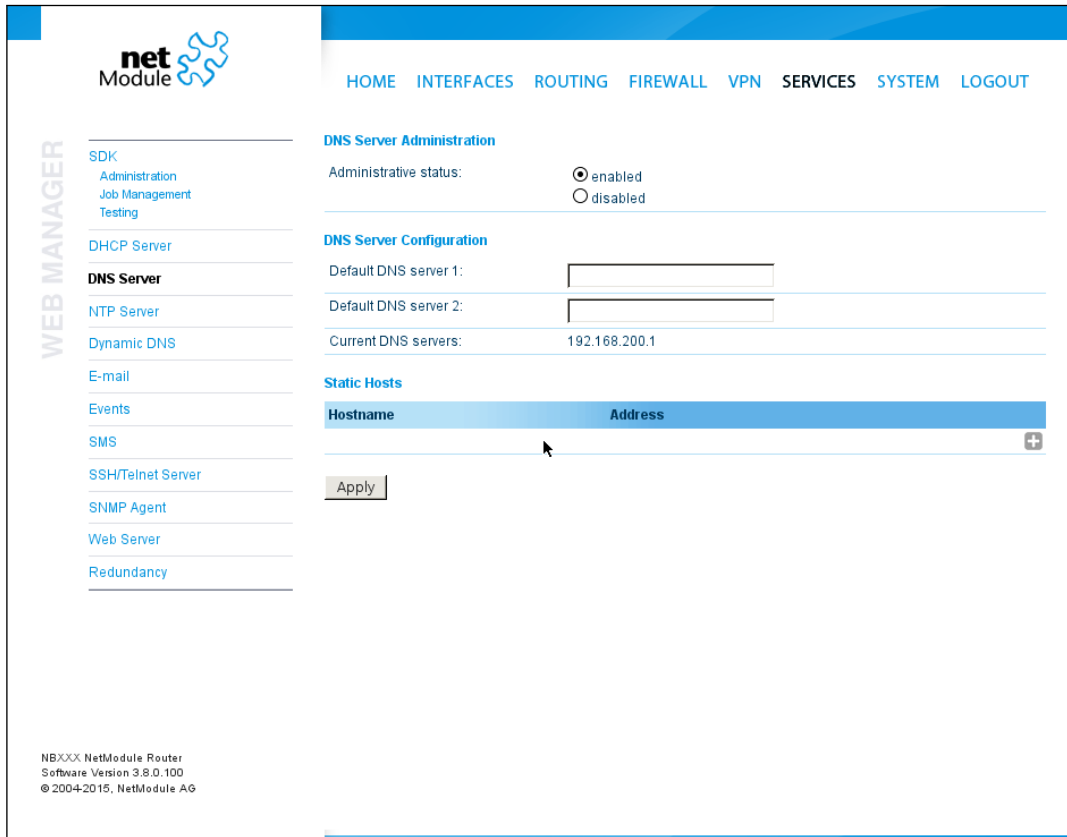 net
Module
HOME INTERFACES ROUTING FIREWALL VPN SERVICES SYSTEM LOGOUT
WEB MANAGER
SDK
Administration
Job Management
Testing
DHCP Server
DNS Server
NTP Server
Dynamic DNS
E-mail
Events
SMS
SSH/Telnet Server
SNMP Agent
Web Server
Redundancy
DNS Server Administration
Administrative status: enabled
disabled
DNS Server Configuration
Default DNS server 1:
Default DNS server 2:
Current DNS servers: 192.168.200.1
Static Hosts
Hostname Address
Apply
NBXXX NetModule Router
Software Version 3.8.0.100
© 2004-2015, NetModule AG